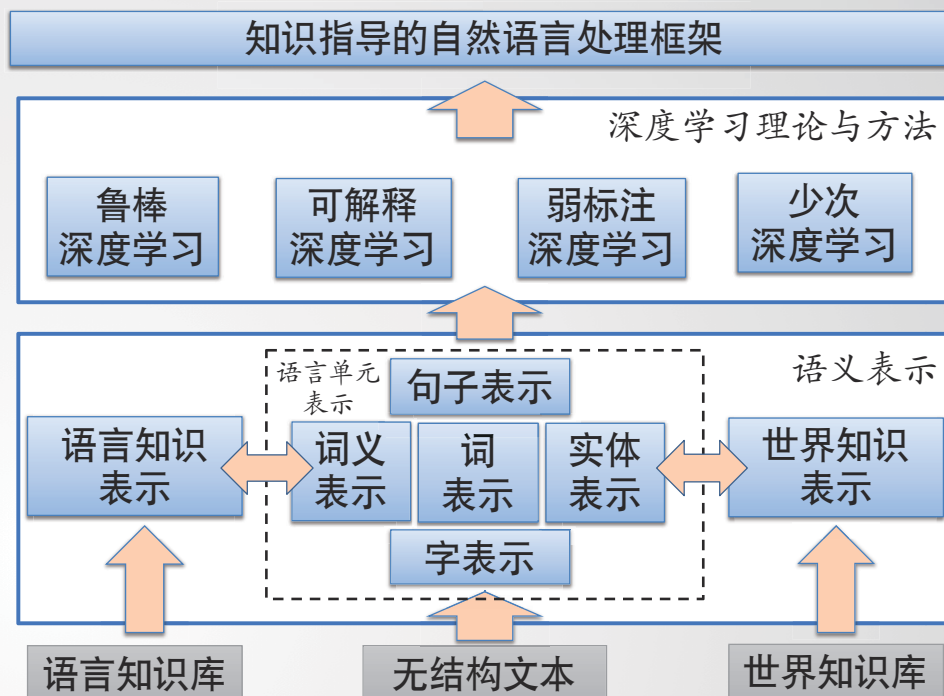 知识指导的自然语言处理框架
深度学习理论与方法
鲁棒
深度学习
可解释
深度学习
弱标注
深度学习
少次
深度学习
语义表示
语言单元
表示
句子表示
语言知识
表示
词义
表示
词
表示
实体
表示
世界知识
表示
字表示
语言知识库
无结构文本
世界知识库